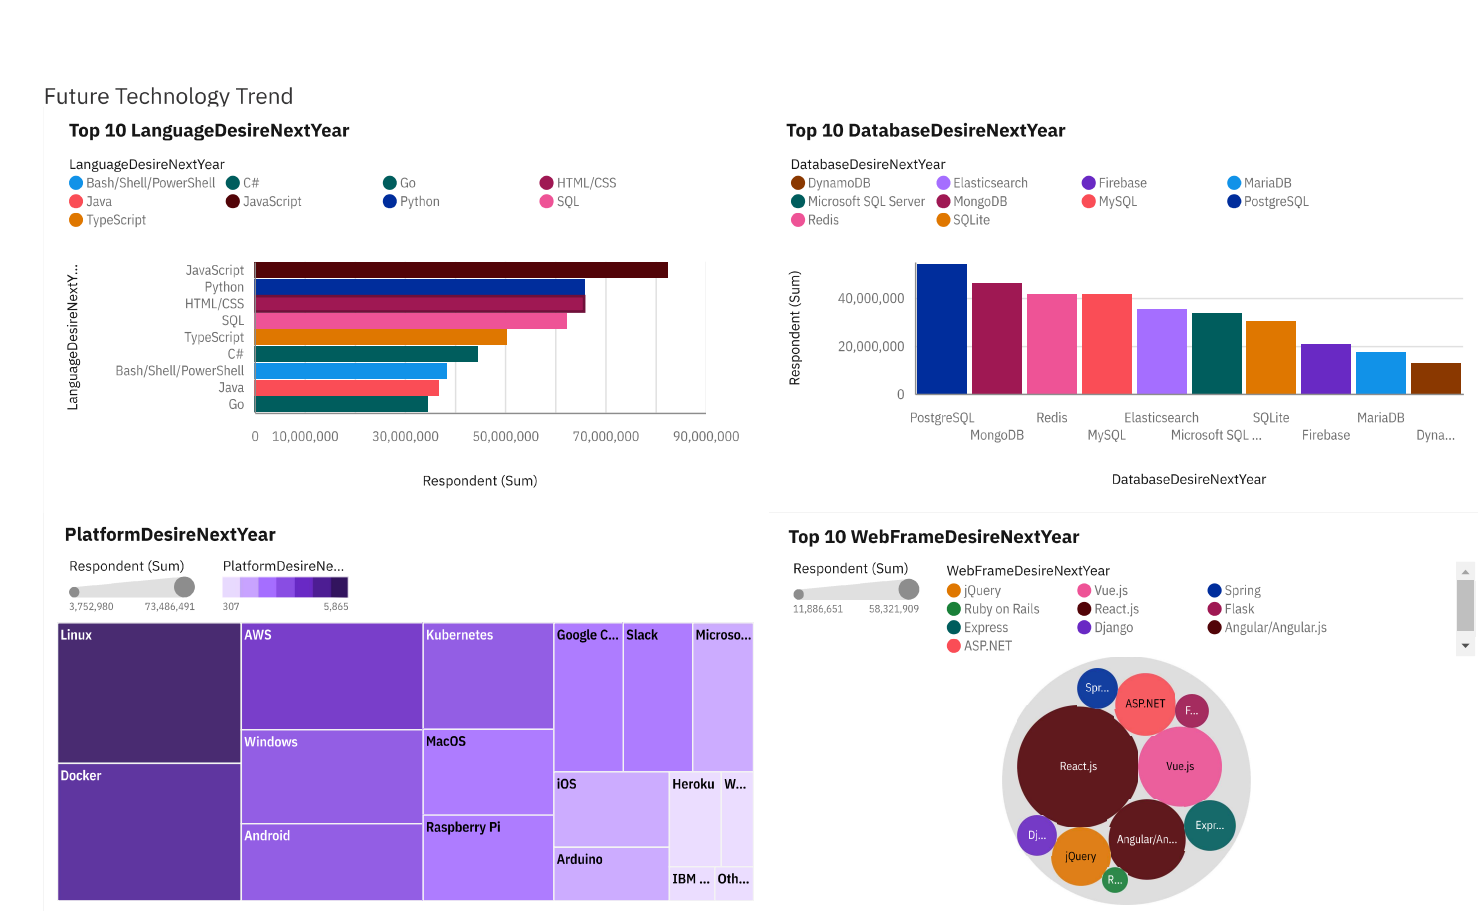 Future Technology Trend
Top 10 LanguageDesireNextYear
LanguageDesireNextYear
Bash/Shell/PowerShell C# Go HTML/CSS
Java JavaScript Python SQL
TypeScript
LanguageDesireNextY...
JavaScript
Python
HTML/CSS
SQL
TypeScript
C#
Bash/Shell/PowerShell
Java
Go
0 10,000,000 30,000,000 50,000,000 70,000,000 90,000,000
Respondent (Sum)
Top 10 DatabaseDesireNextYear
DatabaseDesireNextYear
DynamoDB Elasticsearch Firebase MariaDB
Microsoft SQL Server MongoDB MySQL PostgreSQL
Redis SQLite
Respondent (Sum)
40,000,000
20,000,000
0
PostgreSQL Redis Elasticsearch SQLite MariaDB
MongoDB MySQL Microsoft SQL ... Firebase Dyna...
DatabaseDesireNextYear
PlatformDesireNextYear
Respondent (Sum) PlatformDesireNe...
3,752,980 73,486,491 307 5,865
Linux AWS Kubernetes Google C... Slack Microso...
Windows MacOS
Docker iOS Heroku W...
Android Raspberry Pi
Arduino
IBM ... Oth...
Top 10 WebFrameDesireNextYear
Respondent (Sum)
11,886,651 58,321,909
WebFrameDesireNextYear
jQuery Vue.js Spring
Ruby on Rails React.js Flask
Express Django Angular/Angular.js
ASP.NET
Spr...
ASP.NET
F...
React.js
Vue.js
Expr...
Dj...
Angular/An...
jQuery
R...